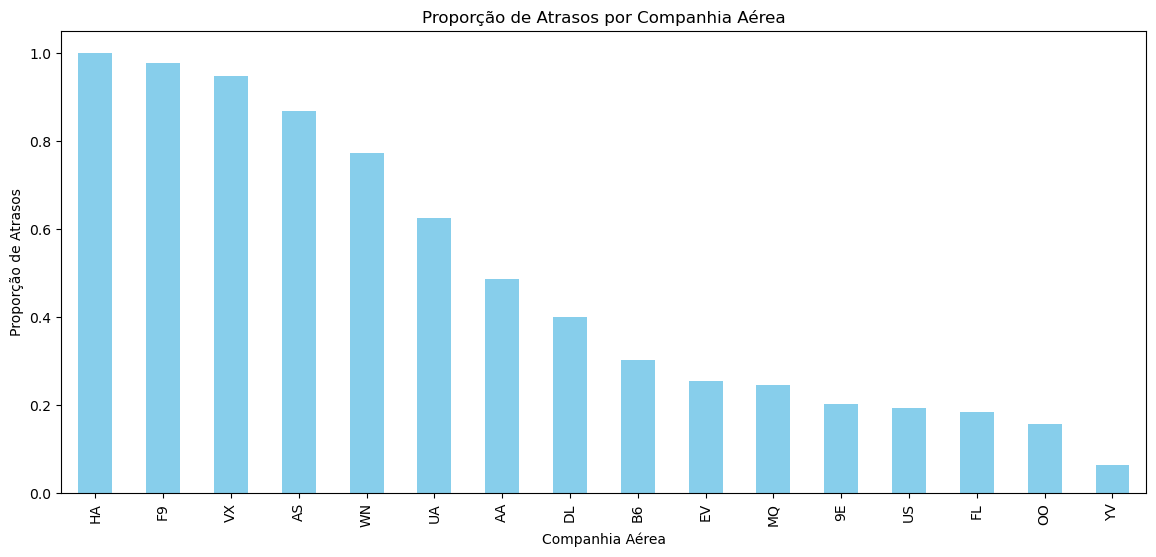 Proporção de Atrasos por Companhia Aérea
Proporção de Atrasos
1.0
0.8
0.6
0.4
0.2
0.0
HA F9 VX AS WN UA AA DL B6 EV MQ 9E US FL OO YV
Companhia Aérea